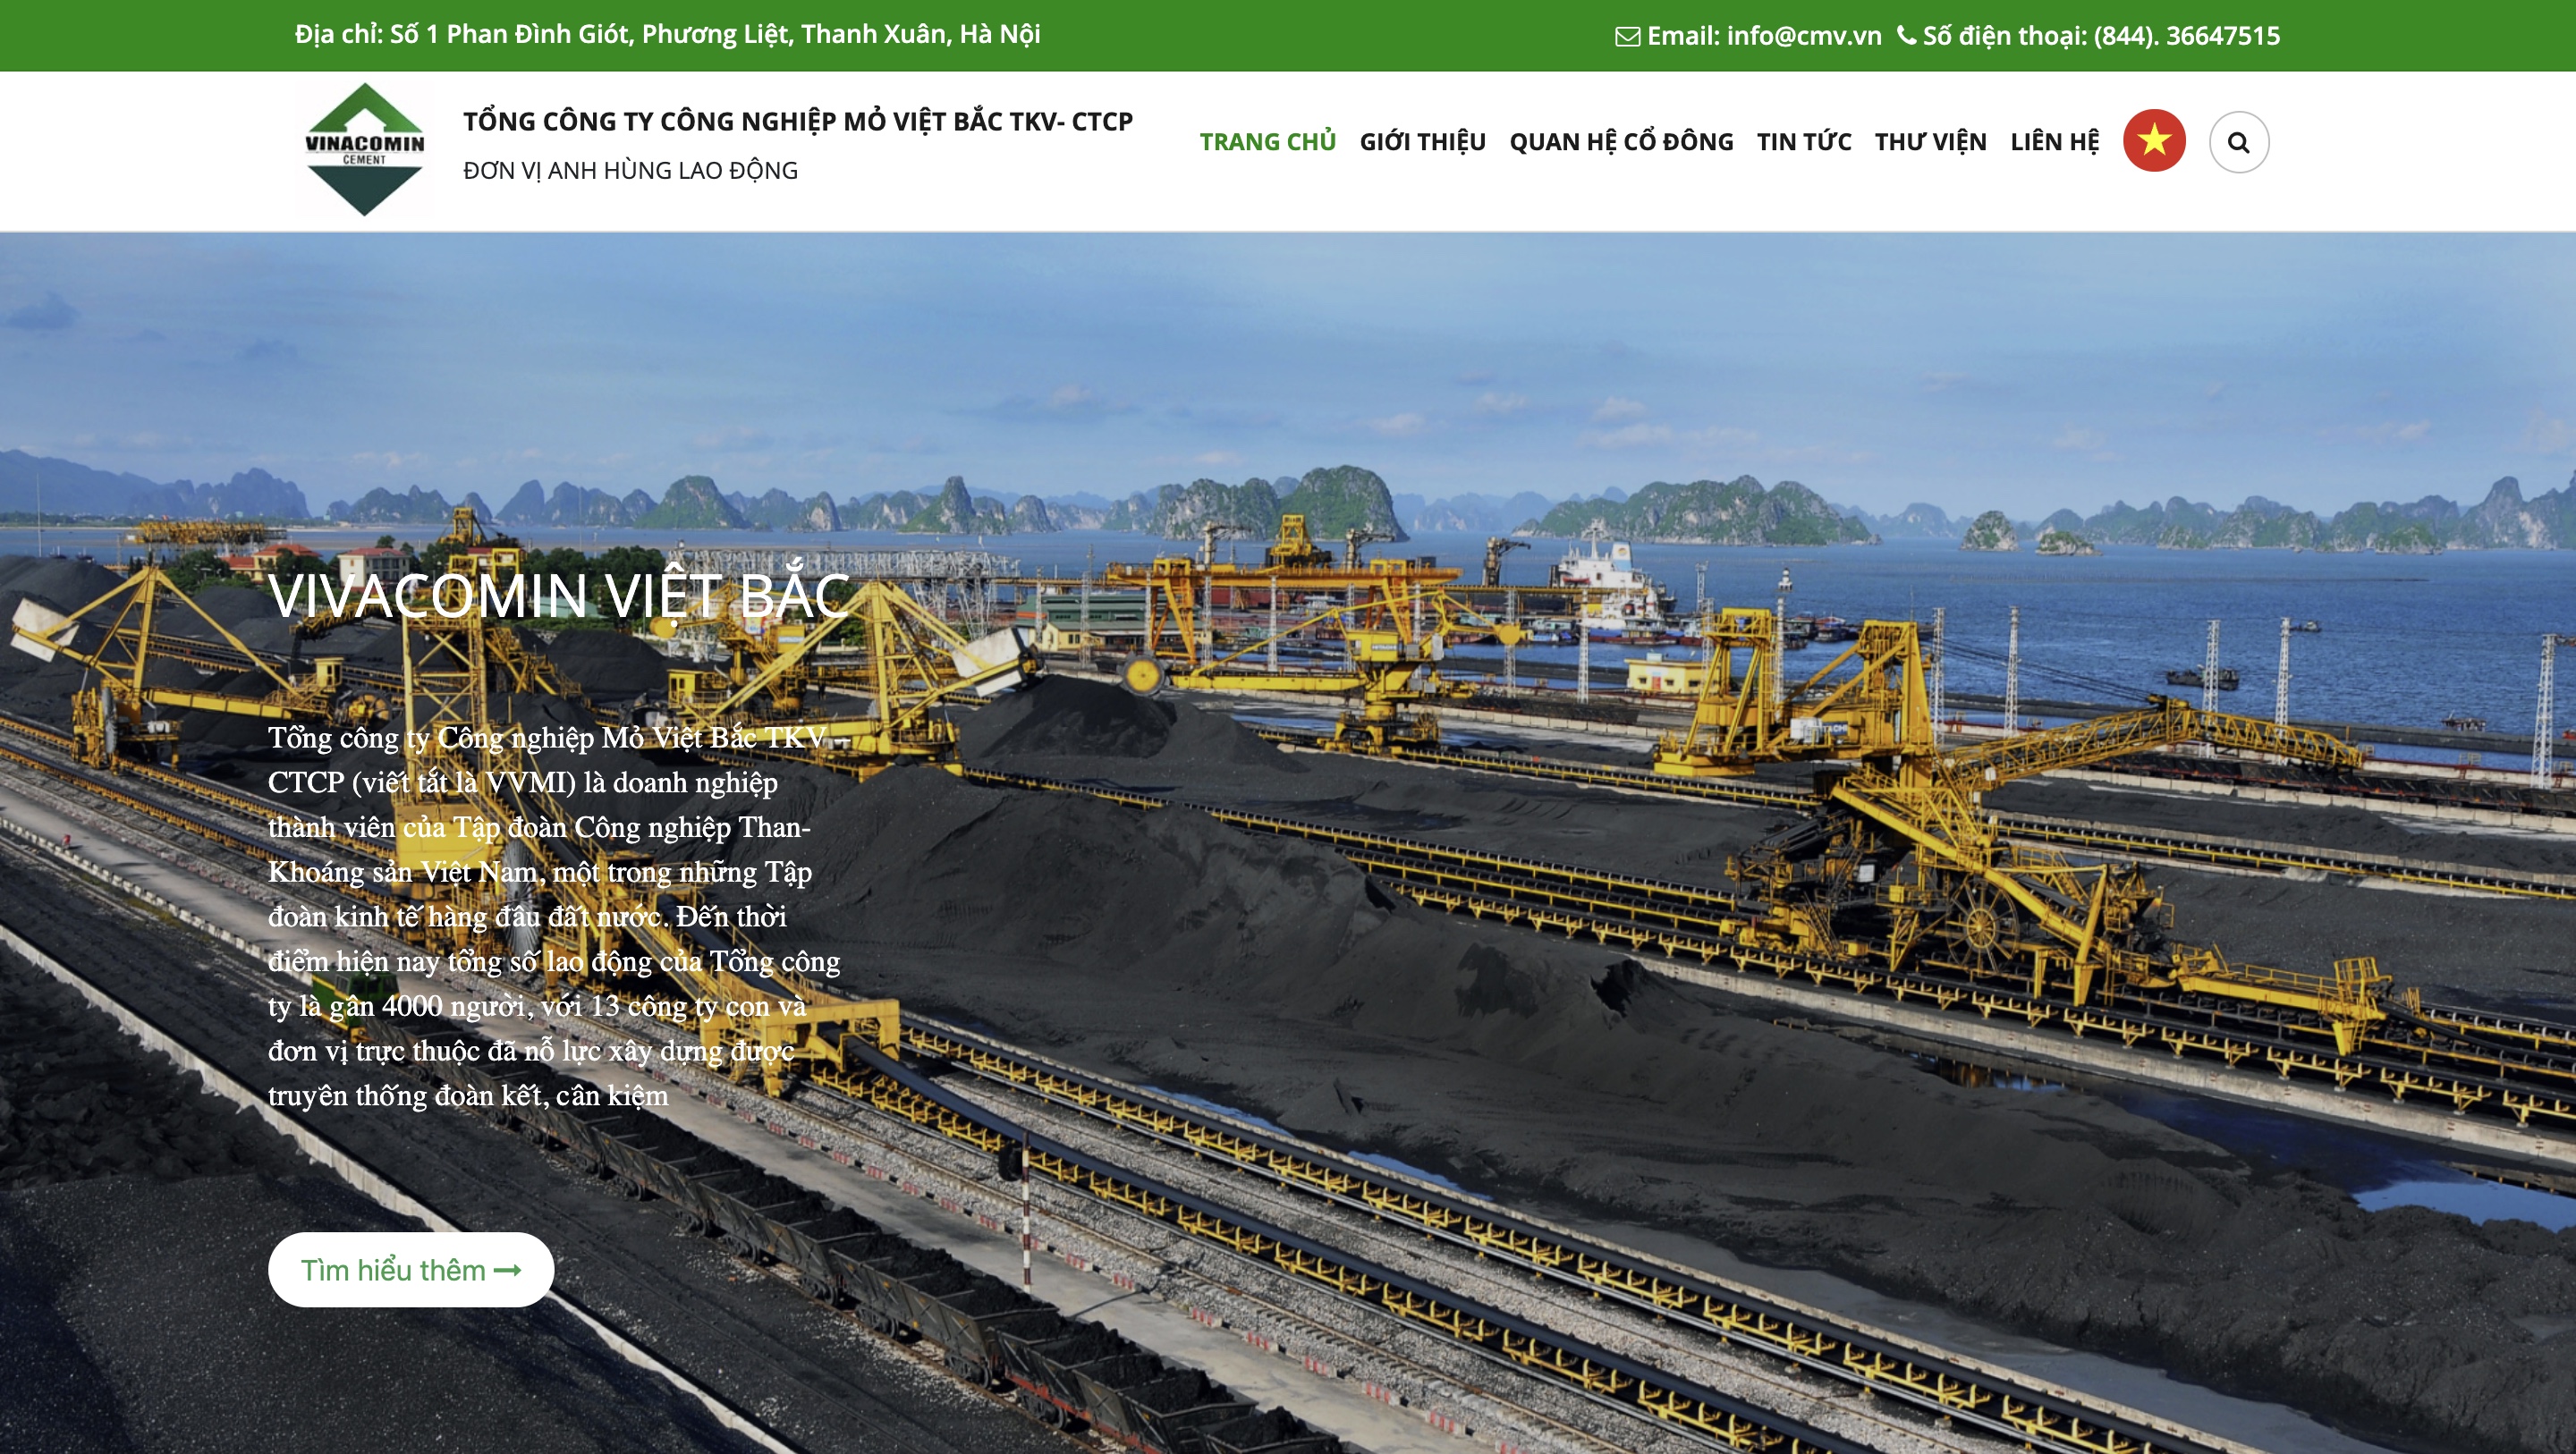 Địa chỉ: Số 1 Phan Đình Giót, Phương Liệt, Thanh Xuân, Hà Nội
Email: info@cmv.vn Số điện thoại: (844). 36647515
VINACOMIN
CEMENT
TỔNG CÔNG TY CÔNG NGHIỆP MỎ VIỆT BẮC TKV- CTCP
ĐƠN VỊ ANH HÙNG LAO ĐỘNG
TRANG CHỦ GIỚI THIỆU QUAN HỆ CỔ ĐÔNG TIN TỨC THƯ VIỆN LIÊN HỆ
VIVACOMIN VIỆT BẮC
Tổng công ty Công nghiệp Mỏ Việt Bắc TKV –
CTCP (viết tắt là VVMI) là doanh nghiệp
thành viên của Tập đoàn Công nghiệp Than-
Khoáng sản Việt Nam, một trong những Tập
đoàn kinh tế hàng đầu đất nước. Đến thời
điểm hiện nay tổng số lao động của Tổng công
ty là gần 4000 người, với 13 công ty con và
đơn vị trực thuộc đã nỗ lực xây dựng được
truyền thống đoàn kết, cần kiệm
Tìm hiểu thêm